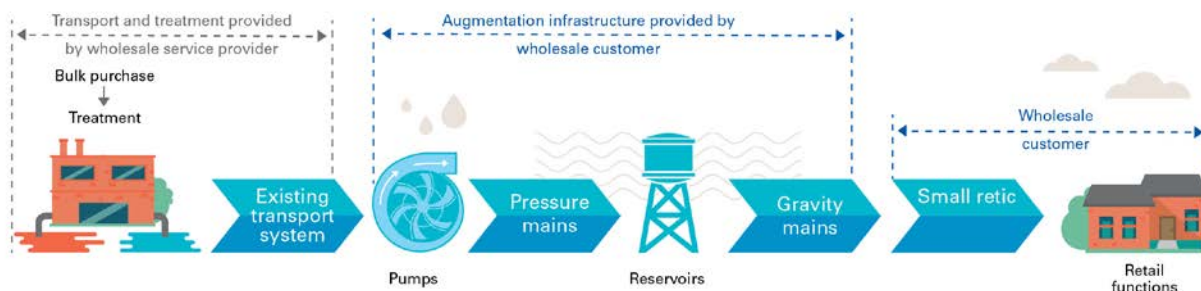 Transport and treatment provided
by wholesale service provider
Bulk purchase
Treatment
Augmentation infrastructure provided by
wholesale customer
Wholesale
customer
Existing
transport
system
Pumps
Pressure
mains
Reservoirs
Gravity
mains
Small retic
Retail
functions